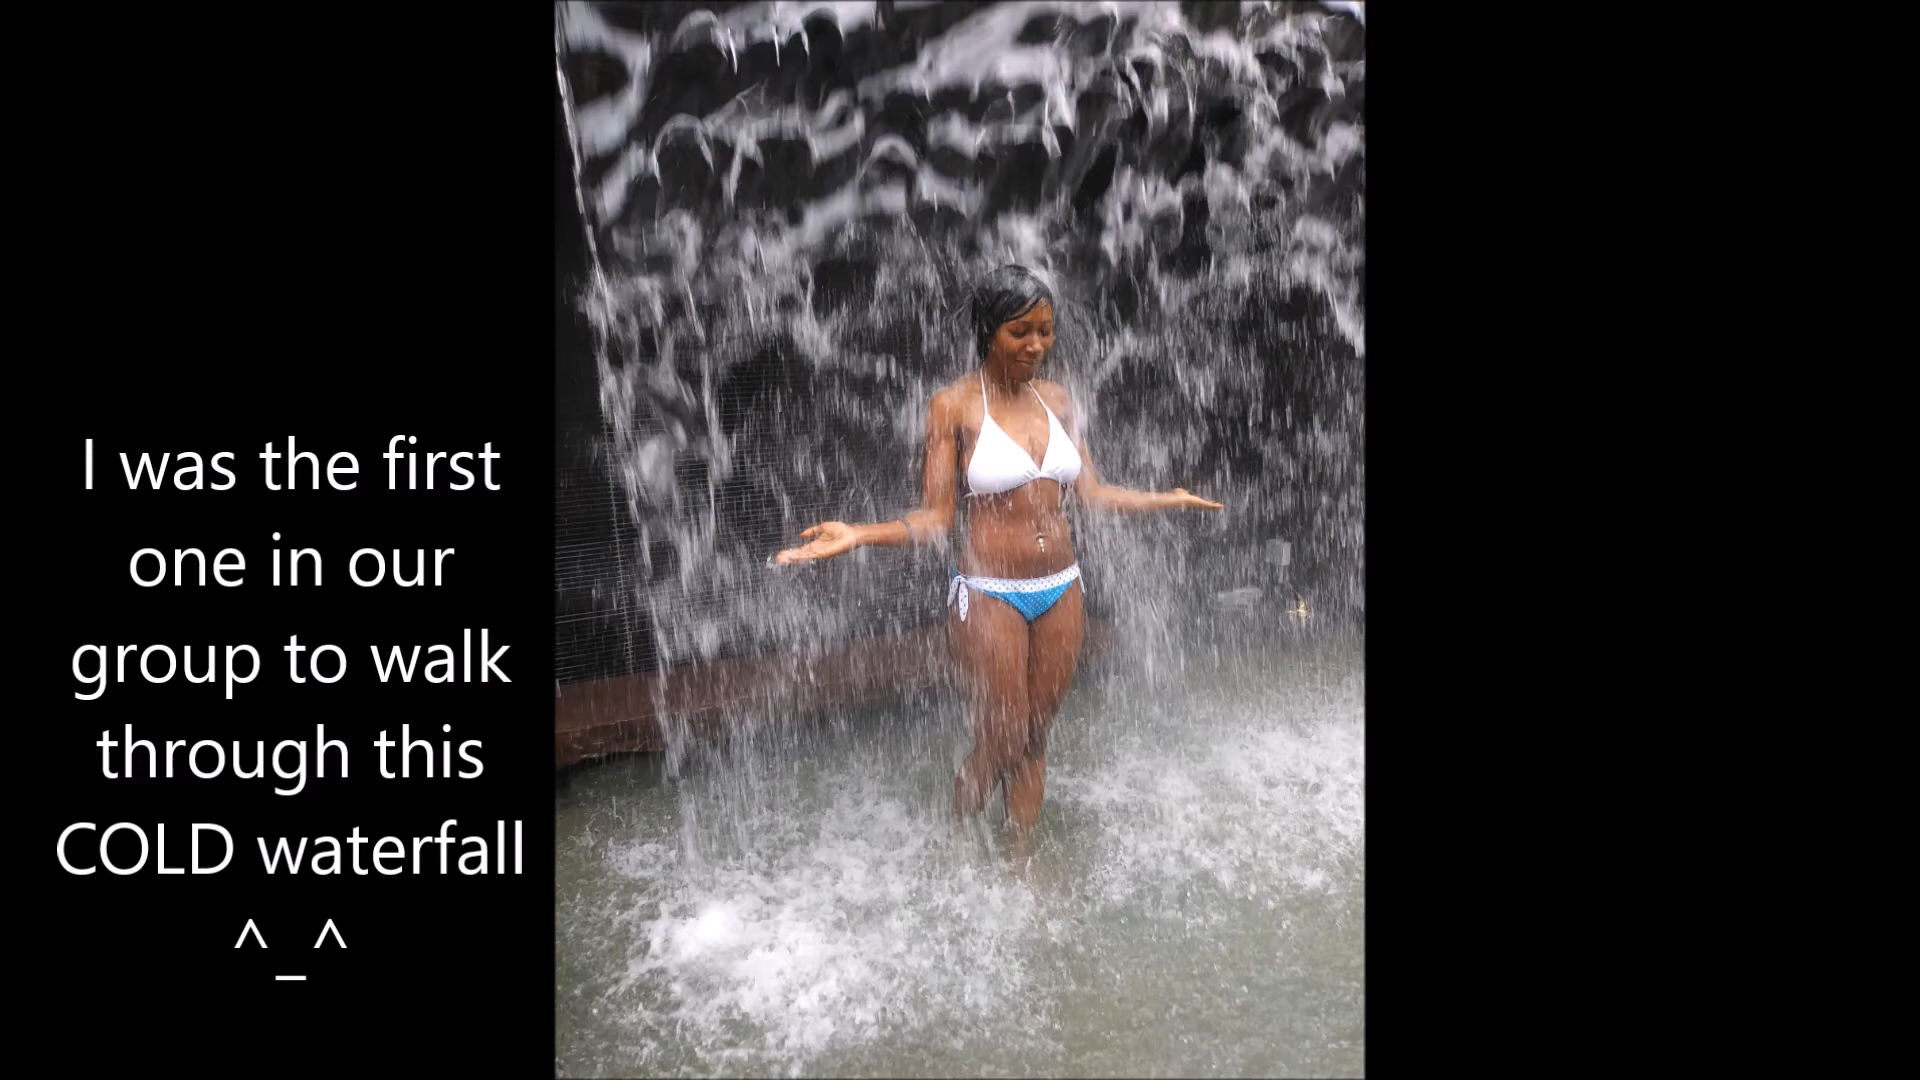 I was the first
one in our
group to walk
through this
COLD waterfall
^_^